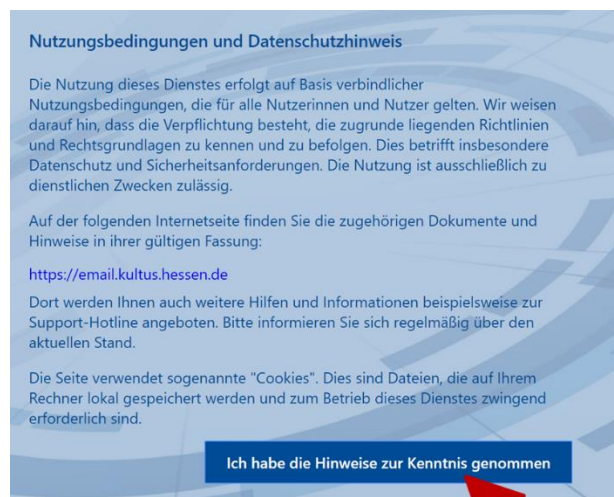 Nutzungsbedingungen und Datenschutzhinweis
Die Nutzung dieses Dienstes erfolgt auf Basis verbindlicher
Nutzungsbedingungen, die für alle Nutzerinnen und Nutzer gelten. Wir weisen
darauf hin, dass die Verpflichtung besteht, die zugrunde liegenden Richtlinien
und Rechtsgrundlagen zu kennen und zu befolgen. Dies betrifft insbesondere
Datenschutz und Sicherheitsanforderungen. Die Nutzung ist ausschließlich zu
dienstlichen Zwecken zulässig.
Auf der folgenden Internetseite finden Sie die zugehörigen Dokumente und
Hinweise in ihrer gültigen Fassung:
https://email.kultus.hessen.de
Dort werden Ihnen auch weitere Hilfen und Informationen beispielsweise zur
Support-Hotline angeboten. Bitte informieren Sie sich regelmäßig über den
aktuellen Stand.
Die Seite verwendet sogenannte "Cookies". Dies sind Dateien, die auf Ihrem
Rechner lokal gespeichert werden und zum Betrieb dieses Dienstes zwingend
erforderlich sind.
Ich habe die Hinweise zur Kenntnis genommen